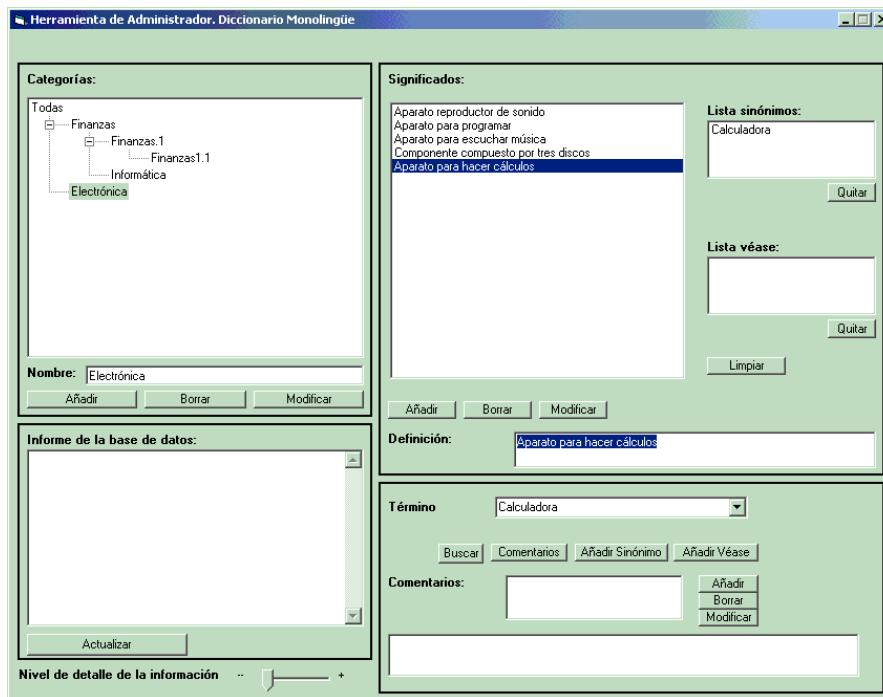 Herramienta de Administrador. Diccionario Monolingüe
Categorías:
Todas
Finanzas
Finanzas.1
Finanzas1.1
Informática
Electrónica
Nombre: Electrónica
Añadir Borrar Modificar
Informe de la base de datos:
Actualizar
Nivel de detalle de la información -- +
Significados:
Aparato reproductor de sonido
Aparato para programar
Aparato para escuchar música
Componente compuesto por tres discos
Aparato para hacer cálculos
Lista sinónimos:
Calculadora
Quitar
Lista véase:
Quitar
Limpiar
Añadir Borrar Modificar
Definición: Aparato para hacer cálculos
Término Calculadora
Buscar Comentarios Añadir Sinónimo Añadir Véase
Comentarios:
Añadir
Borrar
Modificar